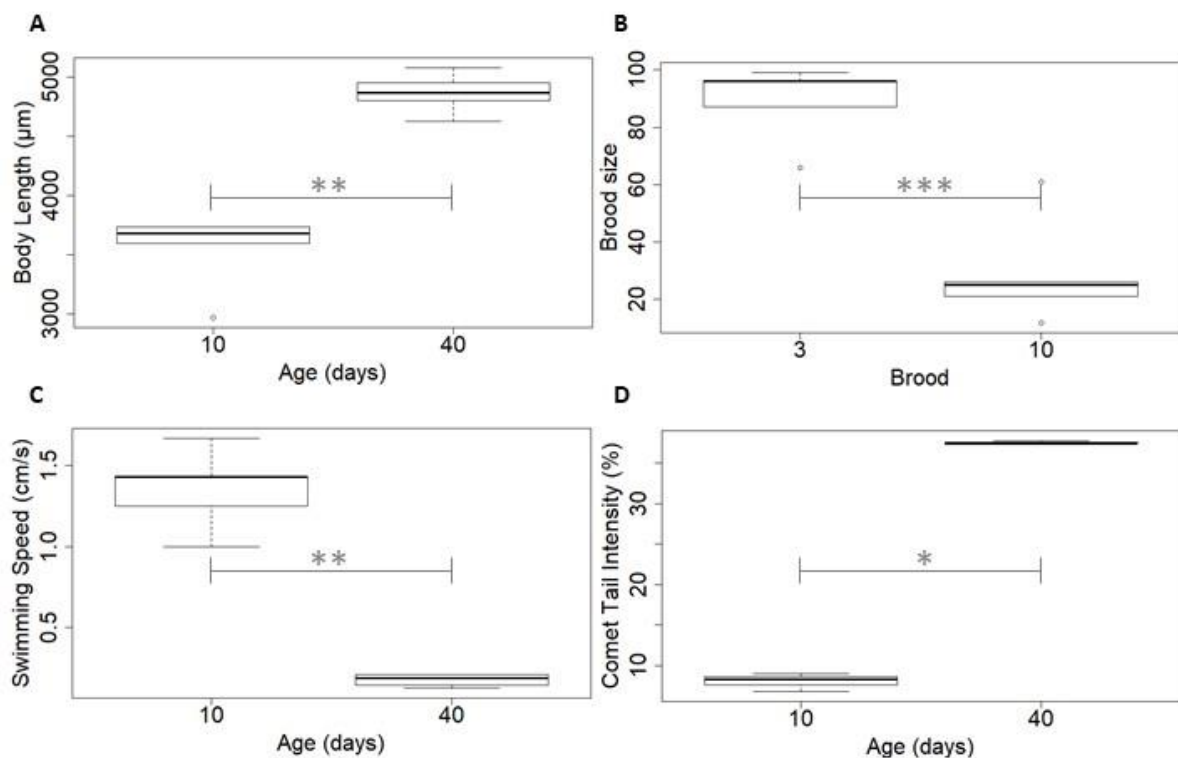 A
Body Length (µm)
5000
4000
3000
**
10
40
Age (days)
B
Brood size
100
80
60
40
20
***
3
10
Brood
C
Swimming Speed (cm/s)
1.5
1.0
0.5
**
10
40
Age (days)
D
Comet Tail Intensity (%)
30
20
10
*
10
40
Age (days)